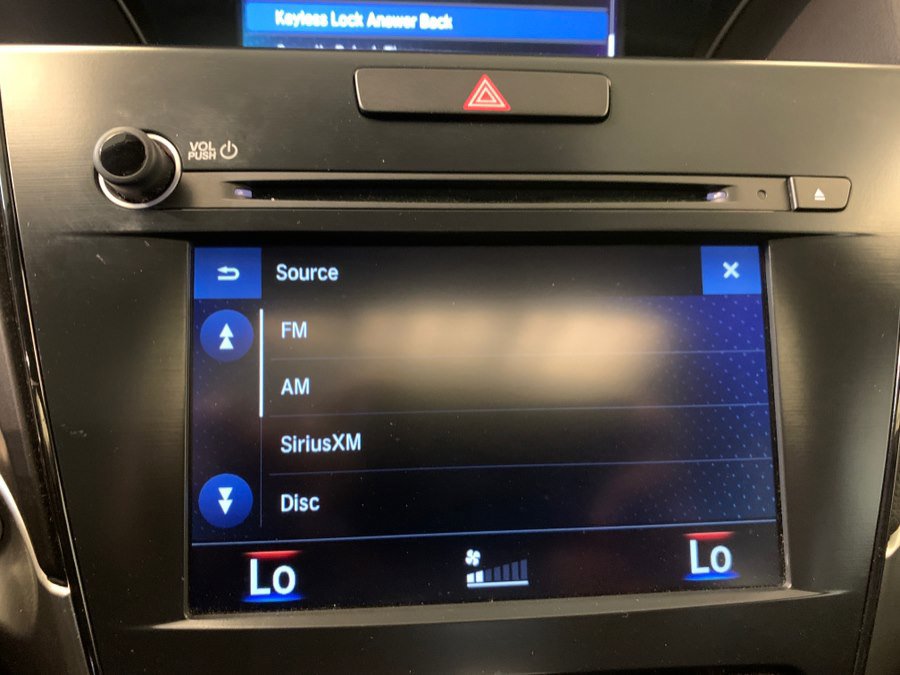 Keyless Lock Answer Back
VOL
PUSH
Source
FM
AM
SiriusXM
Disc
Lo
Lo